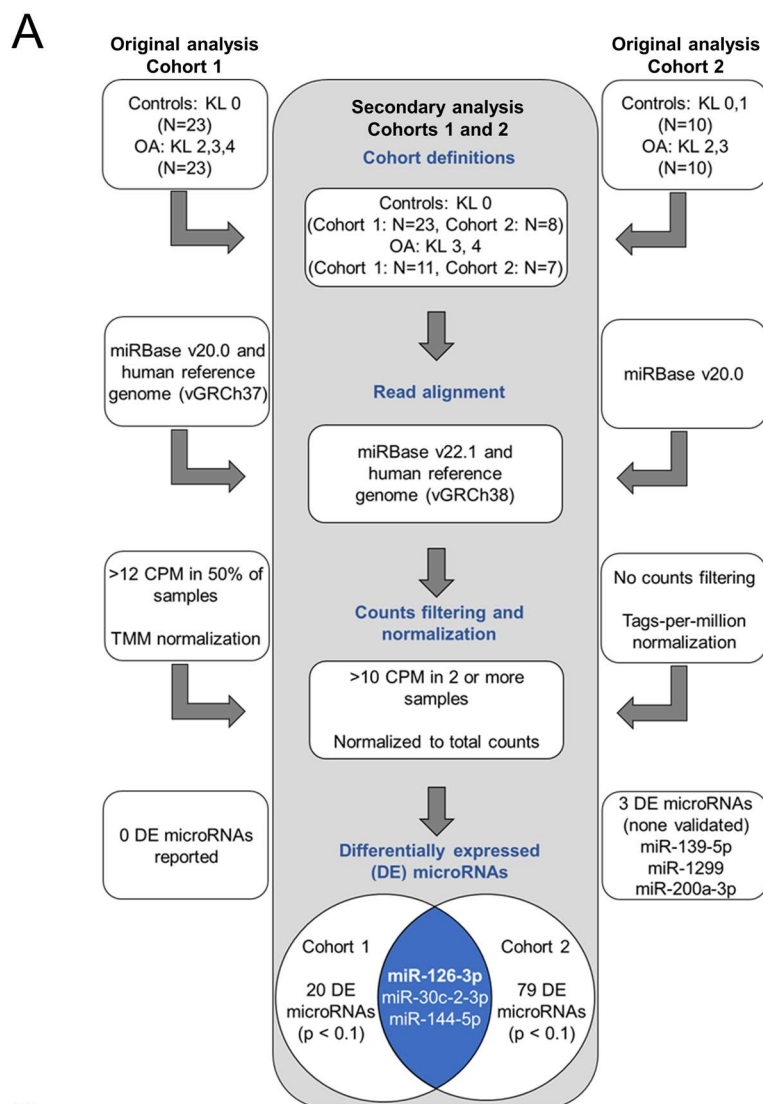 A
Original analysis
Cohort 1
Controls: KL 0
(N=23)
OA: KL 2,3,4
(N=23)
Secondary analysis
Cohorts 1 and 2
Cohort definitions
Controls: KL 0
(Cohort 1: N=23, Cohort 2: N=8)
OA: KL 3, 4
(Cohort 1: N=11, Cohort 2: N=7)
Original analysis
Cohort 2
Controls: KL 0,1
(N=10)
OA: KL 2,3
(N=10)
miRBase v20.0 and
human reference
genome (vGRCh37)
Read alignment
miRBase v22.1 and
human reference
genome (vGRCh38)
miRBase v20.0
>12 CPM in 50% of
samples
TMM normalization
Counts filtering and
normalization
>10 CPM in 2 or more
samples
Normalized to total counts
No counts filtering
Tags-per-million
normalization
0 DE microRNAs
reported
Differentially expressed
(DE) microRNAs
3 DE microRNAs
(none validated)
miR-139-5p
miR-1299
miR-200a-3p
Cohort 1
20 DE
microRNAs
(p < 0.1)
miR-126-3p
miR-30c-2-3p
miR-144-5p
Cohort 2
79 DE
microRNAs
(p < 0.1)